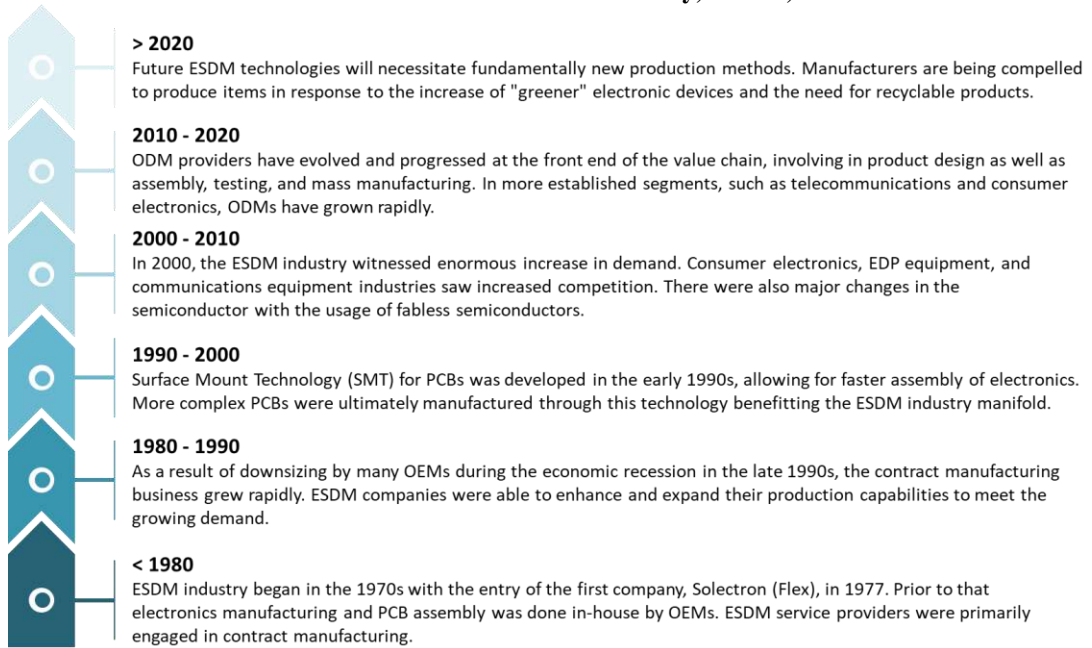 > 2020
Future ESDM technologies will necessitate fundamentally new production methods. Manufacturers are being compelled
to produce items in response to the increase of "greener" electronic devices and the need for recyclable products.
2010 - 2020
ODM providers have evolved and progressed at the front end of the value chain, involving in product design as well as
assembly, testing, and mass manufacturing. In more established segments, such as telecommunications and consumer
electronics, ODMs have grown rapidly.
2000 - 2010
In 2000, the ESDM industry witnessed enormous increase in demand. Consumer electronics, EDP equipment, and
communications equipment industries saw increased competition. There were also major changes in the
semiconductor with the usage of fabless semiconductors.
1990 - 2000
Surface Mount Technology (SMT) for PCBs was developed in the early 1990s, allowing for faster assembly of electronics.
More complex PCBs were ultimately manufactured through this technology benefitting the ESDM industry manifold.
1980 - 1990
As a result of downsizing by many OEMs during the economic recession in the late 1990s, the contract manufacturing
business grew rapidly. ESDM companies were able to enhance and expand their production capabilities to meet the
growing demand.
< 1980
ESDM industry began in the 1970s with the entry of the first company, Solectron (Flex), in 1977. Prior to that
electronics manufacturing and PCB assembly was done in-house by OEMs. ESDM service providers were primarily
engaged in contract manufacturing.